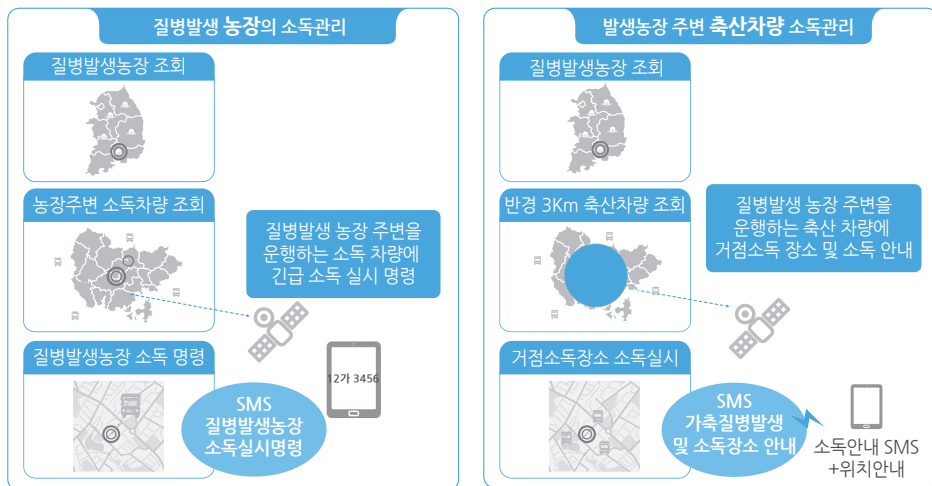 질병발생 농장의 소독관리
질병발생농장 조회
농장주변 소독차량 조회
질병발생 농장 주변을
운행하는 소독 차량에
긴급 소독 실시 명령
질병발생농장 소독 명령
12가 3456
SMS
질병발생농장
소독실시명령
발생농장 주변 축산차량 소독관리
질병발생농장 조회
반경 3Km 축산차량 조회
질병발생 농장 주변을
운행하는 축산 차량에
거점소독 장소 및 소독 안내
거점소독장소 소독실시
SMS
가축질병발생
및 소독장소 안내
소독안내 SMS
+위치안내